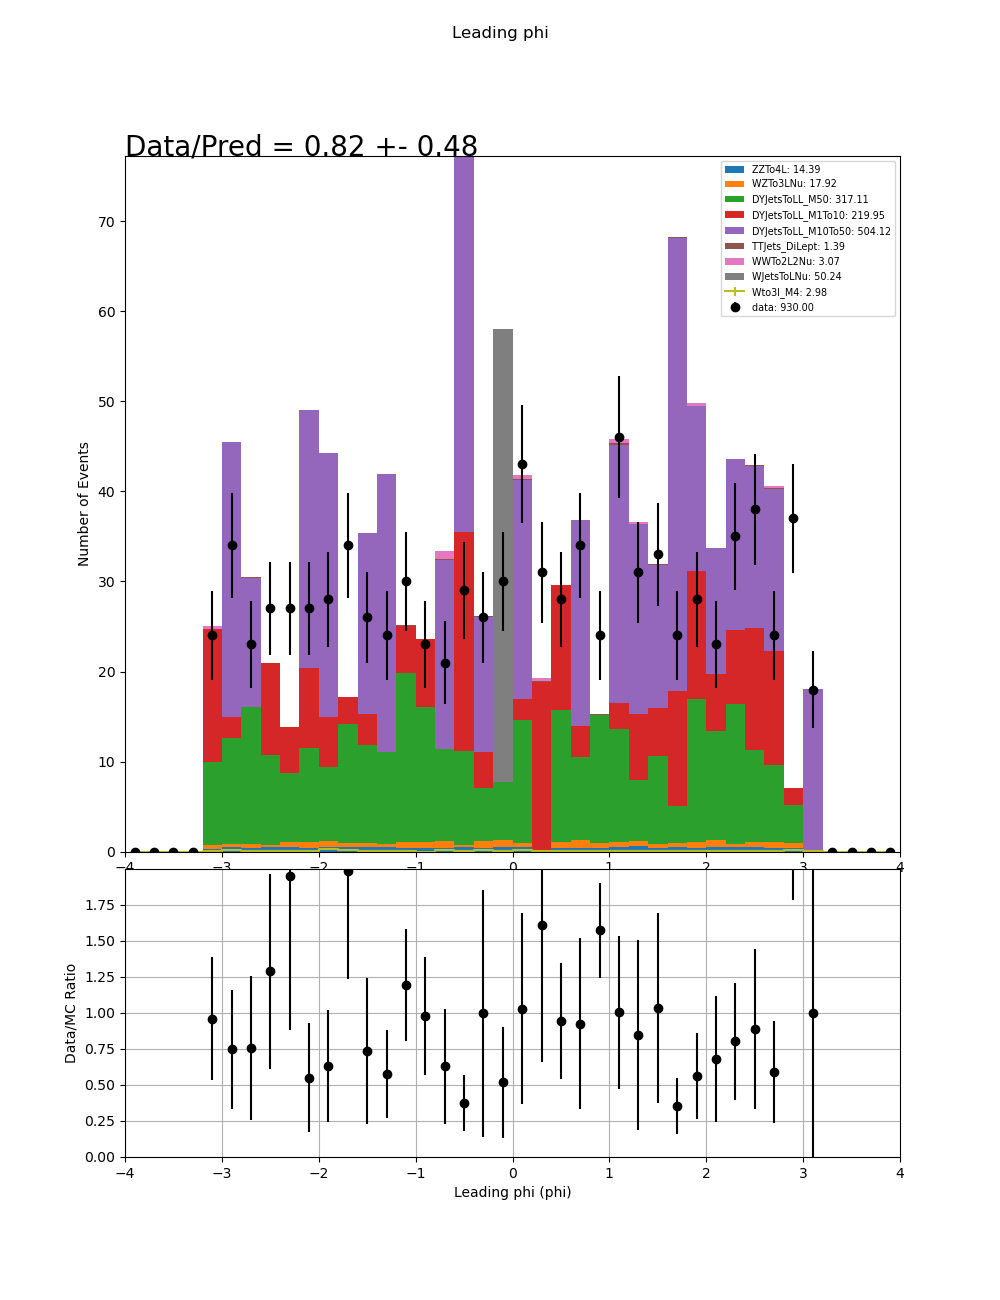 Leading phi
Data/Pred = 0.82 +- 0.48
Number of Events
70
60
50
40
30
20
10
0
ZZTo4L: 14.39
WZTo3LNu: 17.92
DYJetsToLL_M50: 317.11
DYJetsToLL_M1To10: 219.95
DYJetsToLL_M10To50: 504.12
TTJets_DiLept: 1.39
WWTo2L2Nu: 3.07
WJetsToLNu: 50.24
Wto3l_M4: 2.98
data: 930.00
−4 −3 −2 −1 0 1 2 3 4
Data/MC Ratio
1.75
1.50
1.25
1.00
0.75
0.50
0.25
0.00
−4 −3 −2 −1 0 1 2 3 4
Leading phi (phi)